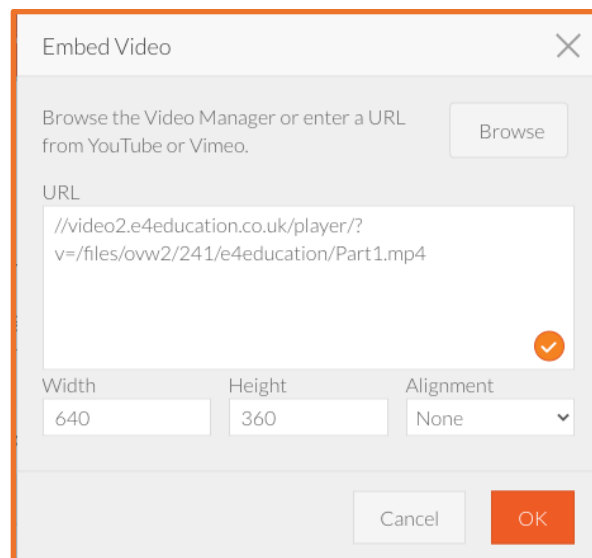 Embed Video
Browse the Video Manager or enter a URL
from YouTube or Vimeo.
Browse
URL
//video2.e4education.co.uk/player/?
v=/files/ovw2/241/e4education/Part1.mp4
Width
Height
Alignment
640
360
None
Cancel
OK